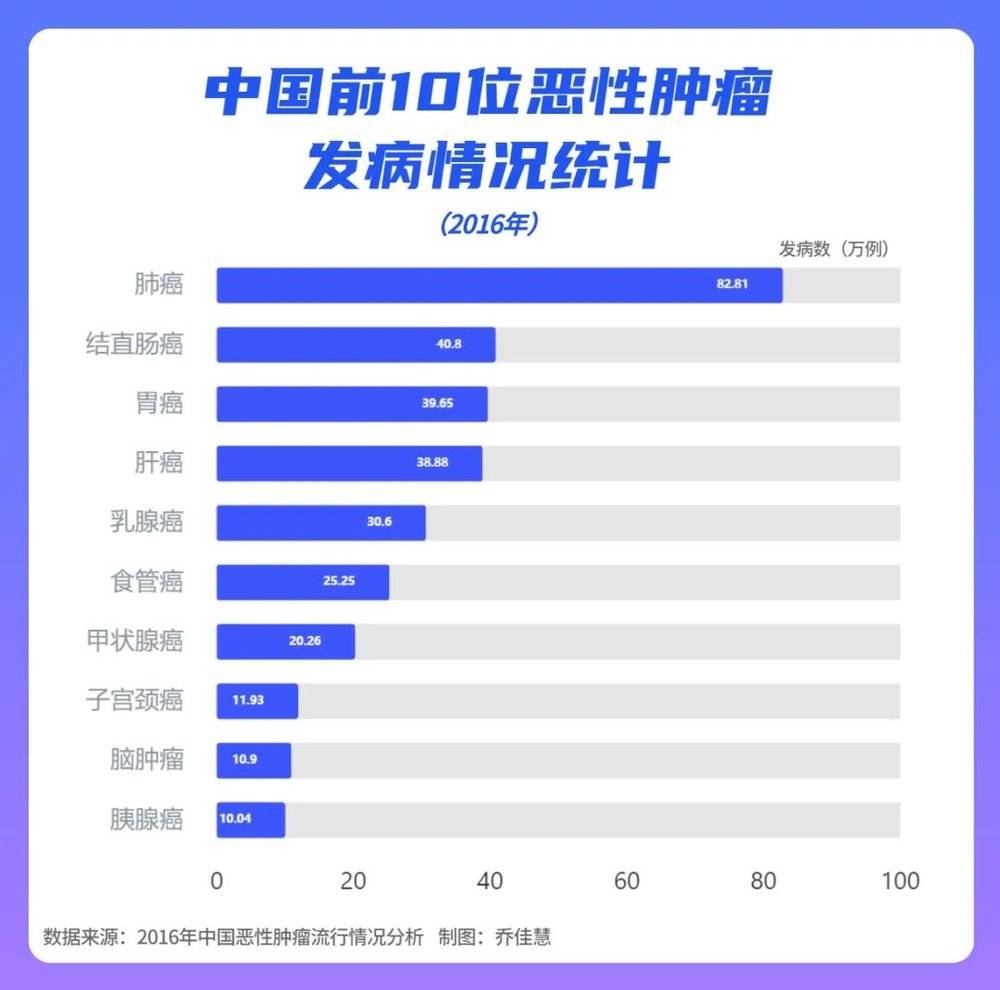 中国前10位恶性肿瘤
发病情况统计
（2016年）
发病数（万例）
肺癌 82.81
结直肠癌 40.8
胃癌 39.65
肝癌 38.88
乳腺癌 30.6
食管癌 25.25
甲状腺癌 20.26
子宫颈癌 11.93
脑肿瘤 10.9
胰腺癌 10.04
0 20 40 60 80 100
数据来源：2016年中国恶性肿瘤流行情况分析 制图：乔佳慧